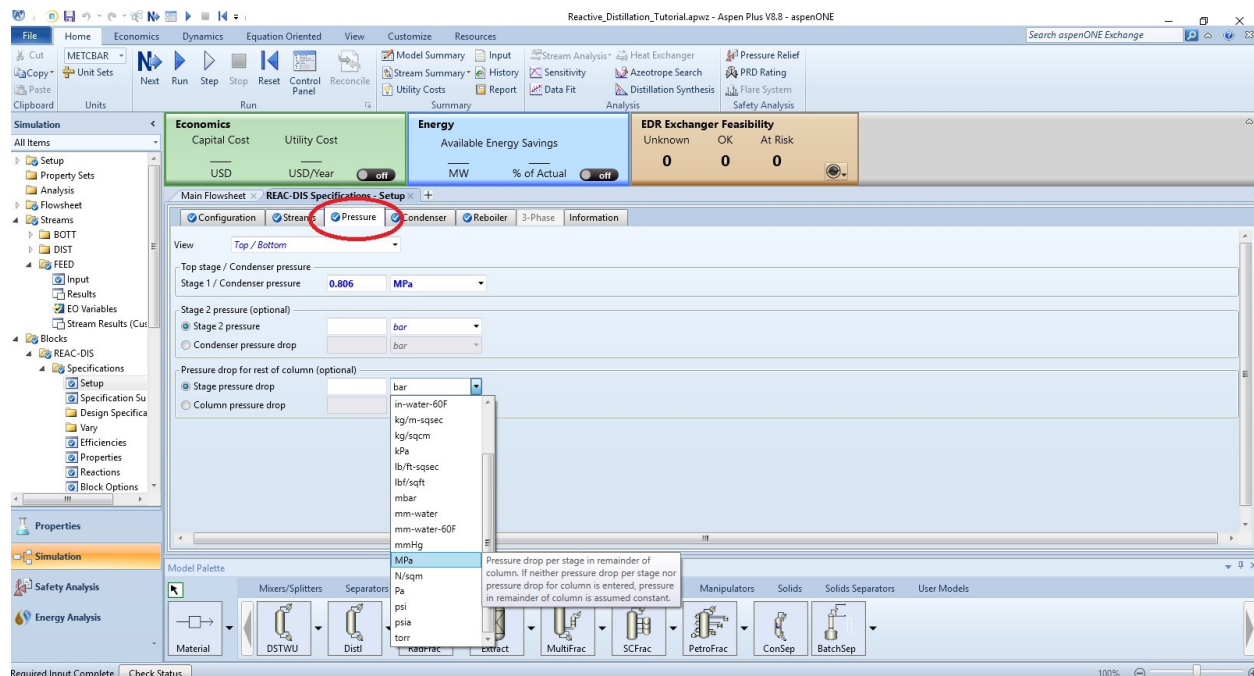 Reactive_Distillation_Tutorial.apwz - Aspen Plus V8.8 - aspenONE
File Home Economics Dynamics Equation Oriented View Customize Resources Search aspenONE Exchange
Cut METCBAR Model Summary Input Stream Analysis Heat Exchanger Pressure Relief
Copy Unit Sets Next Run Step Stop Reset Control Panel Reconcile Stream Summary History Sensitivity Azeotrope Search PRD Rating
Paste Utility Costs Report Data Fit Distillation Synthesis Flare System
Clipboard Units Run Summary Analysis Safety Analysis
Simulation Economics Energy EDR Exchanger Feasibility
All Items Capital Cost Utility Cost Available Energy Savings Unknown OK At Risk
Setup 0 0 0
Property Sets USD USD/Year off MW % of Actual off
Analysis
Flowsheet Main Flowsheet REAC-DIS Specifications - Setup +
Streams Configuration Streams Pressure Condenser Reboiler 3-Phase Information
BOTT
DIST View Top / Bottom
FEED Top stage / Condenser pressure
Input Stage 1 / Condenser pressure 0.806 MPa
Results
EO Variables Stage 2 pressure (optional)
Stream Results (Cus Stage 2 pressure bar
Blocks Condenser pressure drop bar
REAC-DIS
Specifications Pressure drop for rest of column (optional)
Setup Stage pressure drop bar
Specification Su Column pressure drop in-water-60F
Design Specifica kg/m-sqsec
Vary kg/sqcm
Efficiencies kPa
Properties lb/ft-sqsec
Reactions lbf/sqft
Block Options mbar
mm-water
Properties mm-water-60F
mmHg
Simulation MPa Pressure drop per stage in remainder of
column. If neither pressure drop per stage nor
pressure drop for column is entered, pressure
in remainder of column is assumed constant.
Model Palette N/sqm
Safety Analysis Mixers/Splitters Separators Pa Manipulators Solids Solids Separators User Models
psi
Energy Analysis psia
torr
Material DSTWU Distl RadFrac Extract MultiFrac SCFrac PetroFrac ConSep BatchSep
Required Input Complete Check Status 100%